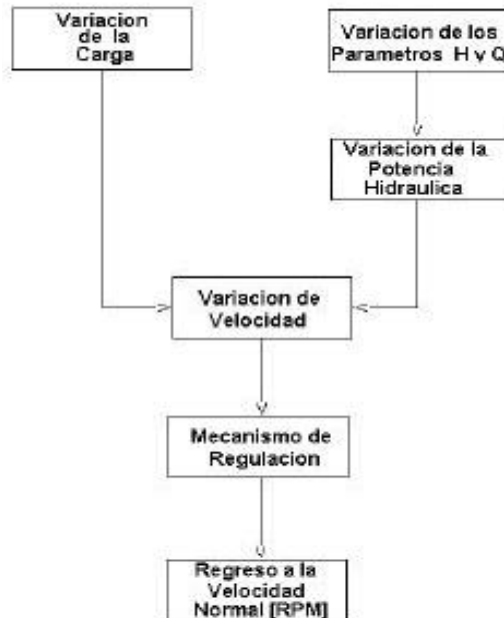 Variacion
de la
Carga
Variacion de los
Parametros H y Q
Variacion de la
Potencia
Hidraulica
Variacion de
Velocidad
Mecanismo de
Regulacion
Regreso a la
Velocidad
Normal [RPM]